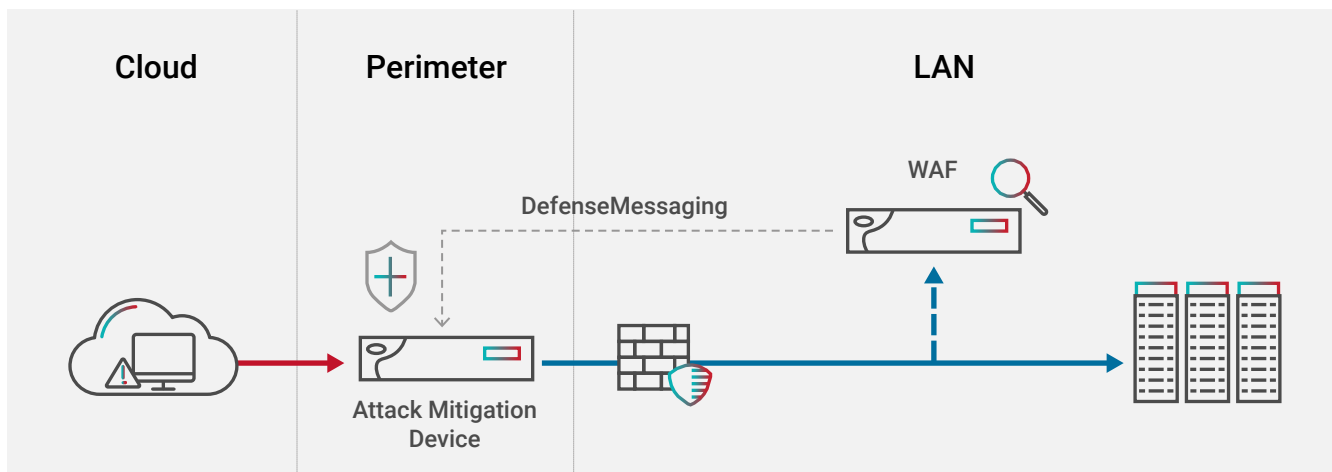 Cloud
Perimeter
LAN
WAF
DefenseMessaging
Attack Mitigation
Device